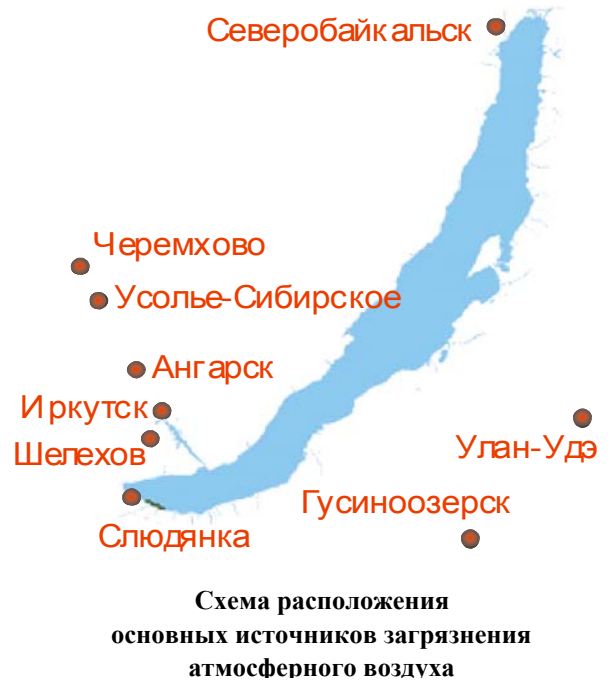 Северобайкальск
Черемхово
Усолье-Сибирское
Ангарск
Иркутск
Шелехов
Улан-Удэ
Гусиноозерск
Слюдянка
Схема расположения
основных источников загрязнения
атмосферного воздуха